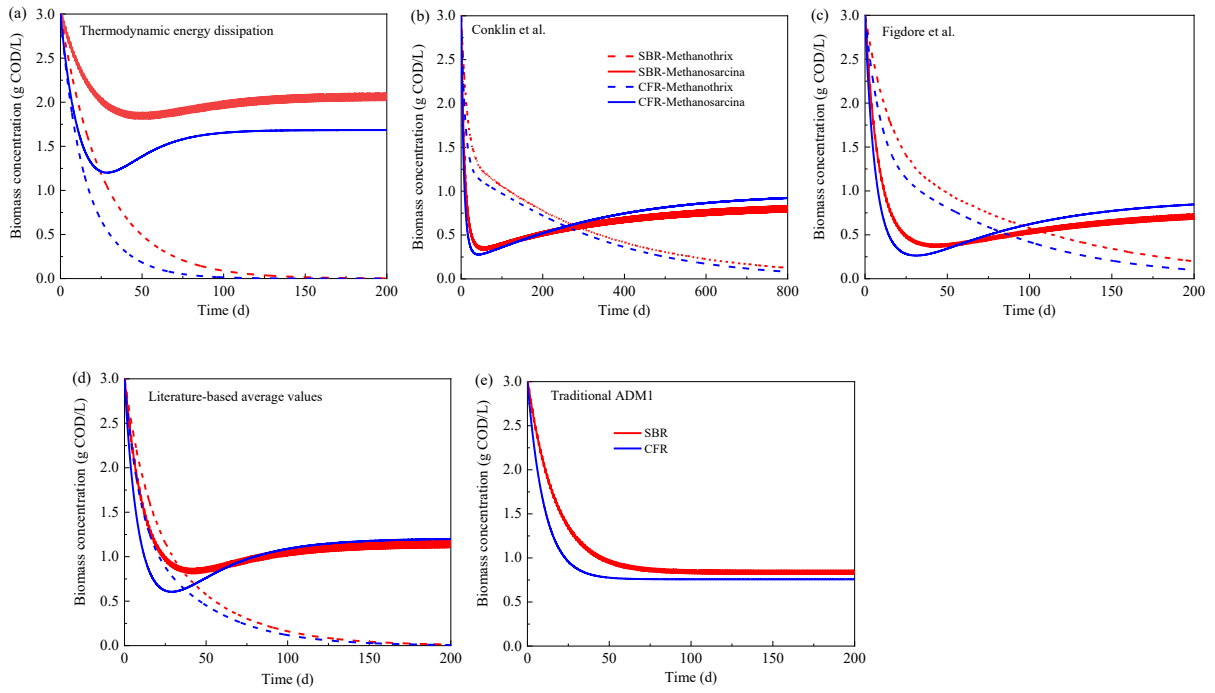 (a)
Thermodynamic energy dissipation
Biomass concentration (g COD/L)
3.0
2.5
2.0
1.5
1.0
0.5
0.0
0 50 100 150 200
Time (d)
(b)
Conklin et al.
SBR-Methanothrix
SBR-Methanosarcina
CFR-Methanothrix
CFR-Methanosarcina
Biomass concentration (g COD/L)
3.0
2.5
2.0
1.5
1.0
0.5
0.0
0 200 400 600 800
Time (d)
(c)
Figdore et al.
Biomass concentration (g COD/L)
3.0
2.5
2.0
1.5
1.0
0.5
0.0
0 50 100 150 200
Time (d)
(d)
Literature-based average values
Biomass concentration (g COD/L)
3.0
2.5
2.0
1.5
1.0
0.5
0.0
0 50 100 150 200
Time (d)
(e)
Traditional ADM1
SBR
CFR
Biomass concentration (g COD/L)
3.0
2.5
2.0
1.5
1.0
0.5
0.0
0 50 100 150 200
Time (d)